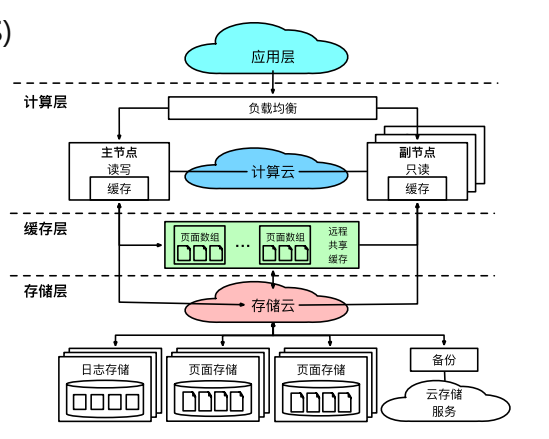 应用层
计算层
负载均衡
主节点
读写
缓存
计算云
副节点
只读
缓存
缓存层
页面数组
...
页面数组
远程
共享
缓存
存储层
存储云
日志存储
页面存储
页面存储
备份
云存储
服务